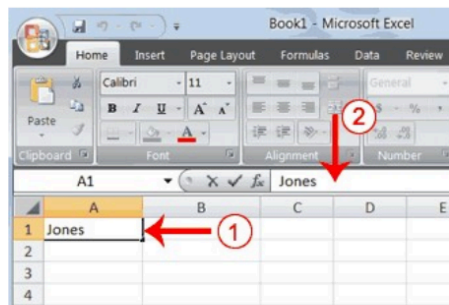 Book1 - Microsoft Excel
Home Insert Page Layout Formulas Data Review
Calibri 11 General
Paste B I U A A $ % ,
A
Clipboard Font Alignment Number
2
A1 fx Jones
A B C D E
1 Jones
1
2
3
4